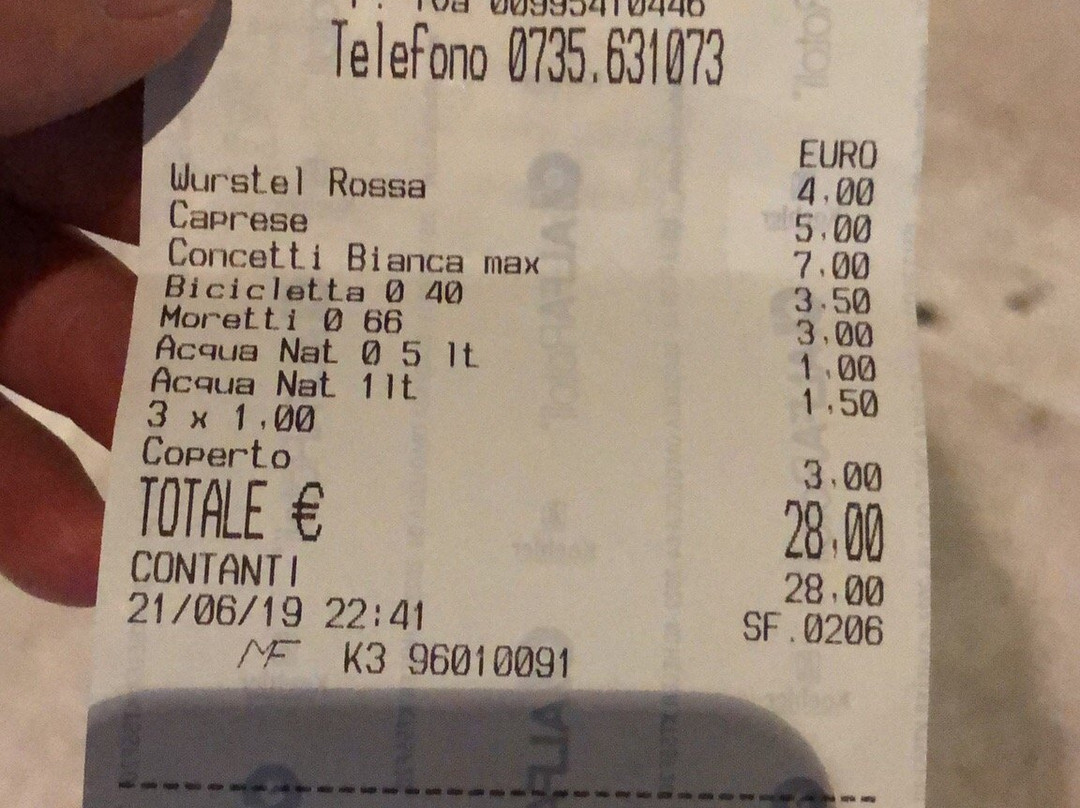 Telefono 0735.631073
EURO
Wurstel Rossa 4,00
Caprese 5,00
Concetti Bianca max 7,00
Bicicletta 0 40 3,50
Moretti 0 66 3,00
Acqua Nat 0 5 lt 1,00
Acqua Nat 1 lt 1,50
3 x 1,00
Coperto 3,00
TOTALE € 28,00
CONTANTI 28,00
21/06/19 22:41 SF.0206
MF K3 96010091